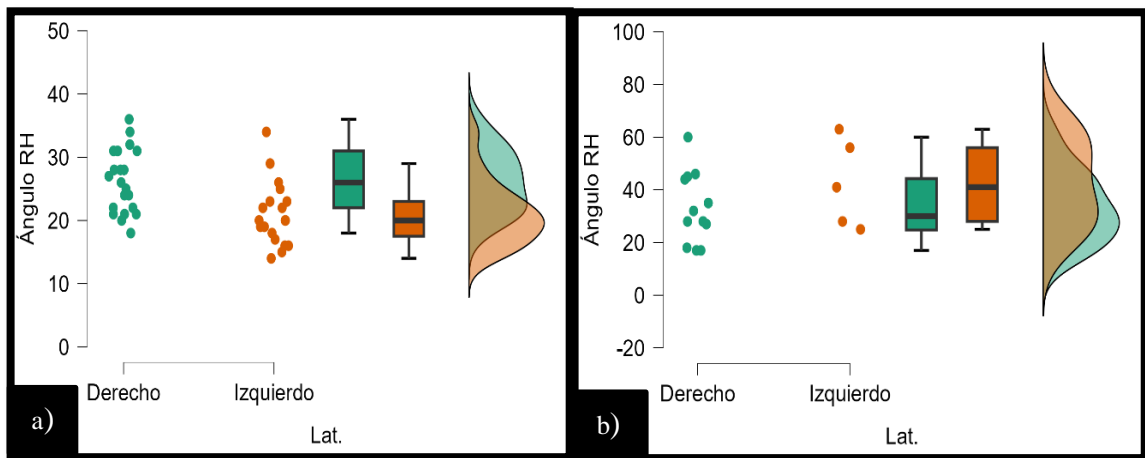 50
40
30
20
10
0
Ángulo RH
Derecho
Izquierdo
Lat.
a)
100
80
60
40
20
0
-20
Ángulo RH
Derecho
Izquierdo
Lat.
b)